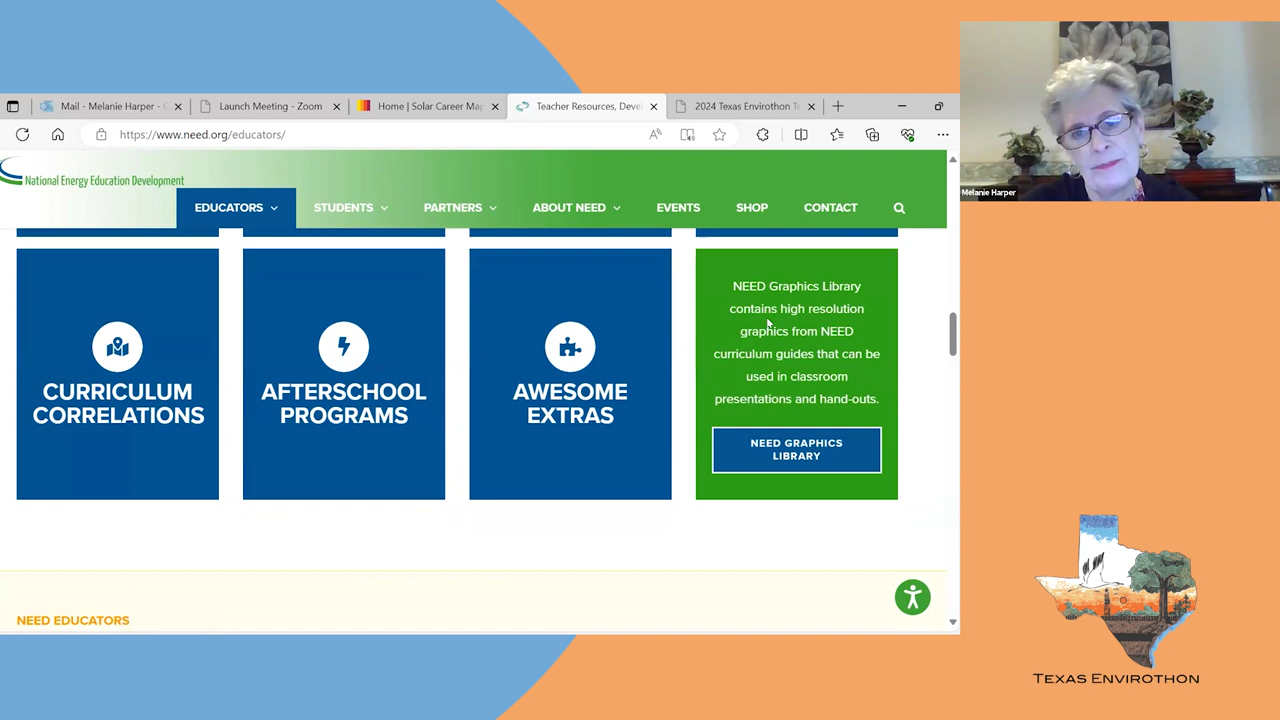 Mail - Melanie Harper -
Launch Meeting - Zoom
Home | Solar Career Map
Teacher Resources, Deve
2024 Texas Envirothon Te
https://www.need.org/educators/
National Energy Education Development
EDUCATORS
STUDENTS
PARTNERS
ABOUT NEED
EVENTS
SHOP
CONTACT
CURRICULUM
CORRELATIONS
AFTERSCHOOL
PROGRAMS
AWESOME
EXTRAS
NEED Graphics Library
contains high resolution
graphics from NEED
curriculum guides that can be
used in classroom
presentations and hand-outs.
NEED GRAPHICS
LIBRARY
NEED EDUCATORS
Melanie Harper
TEXAS ENVIROTHON